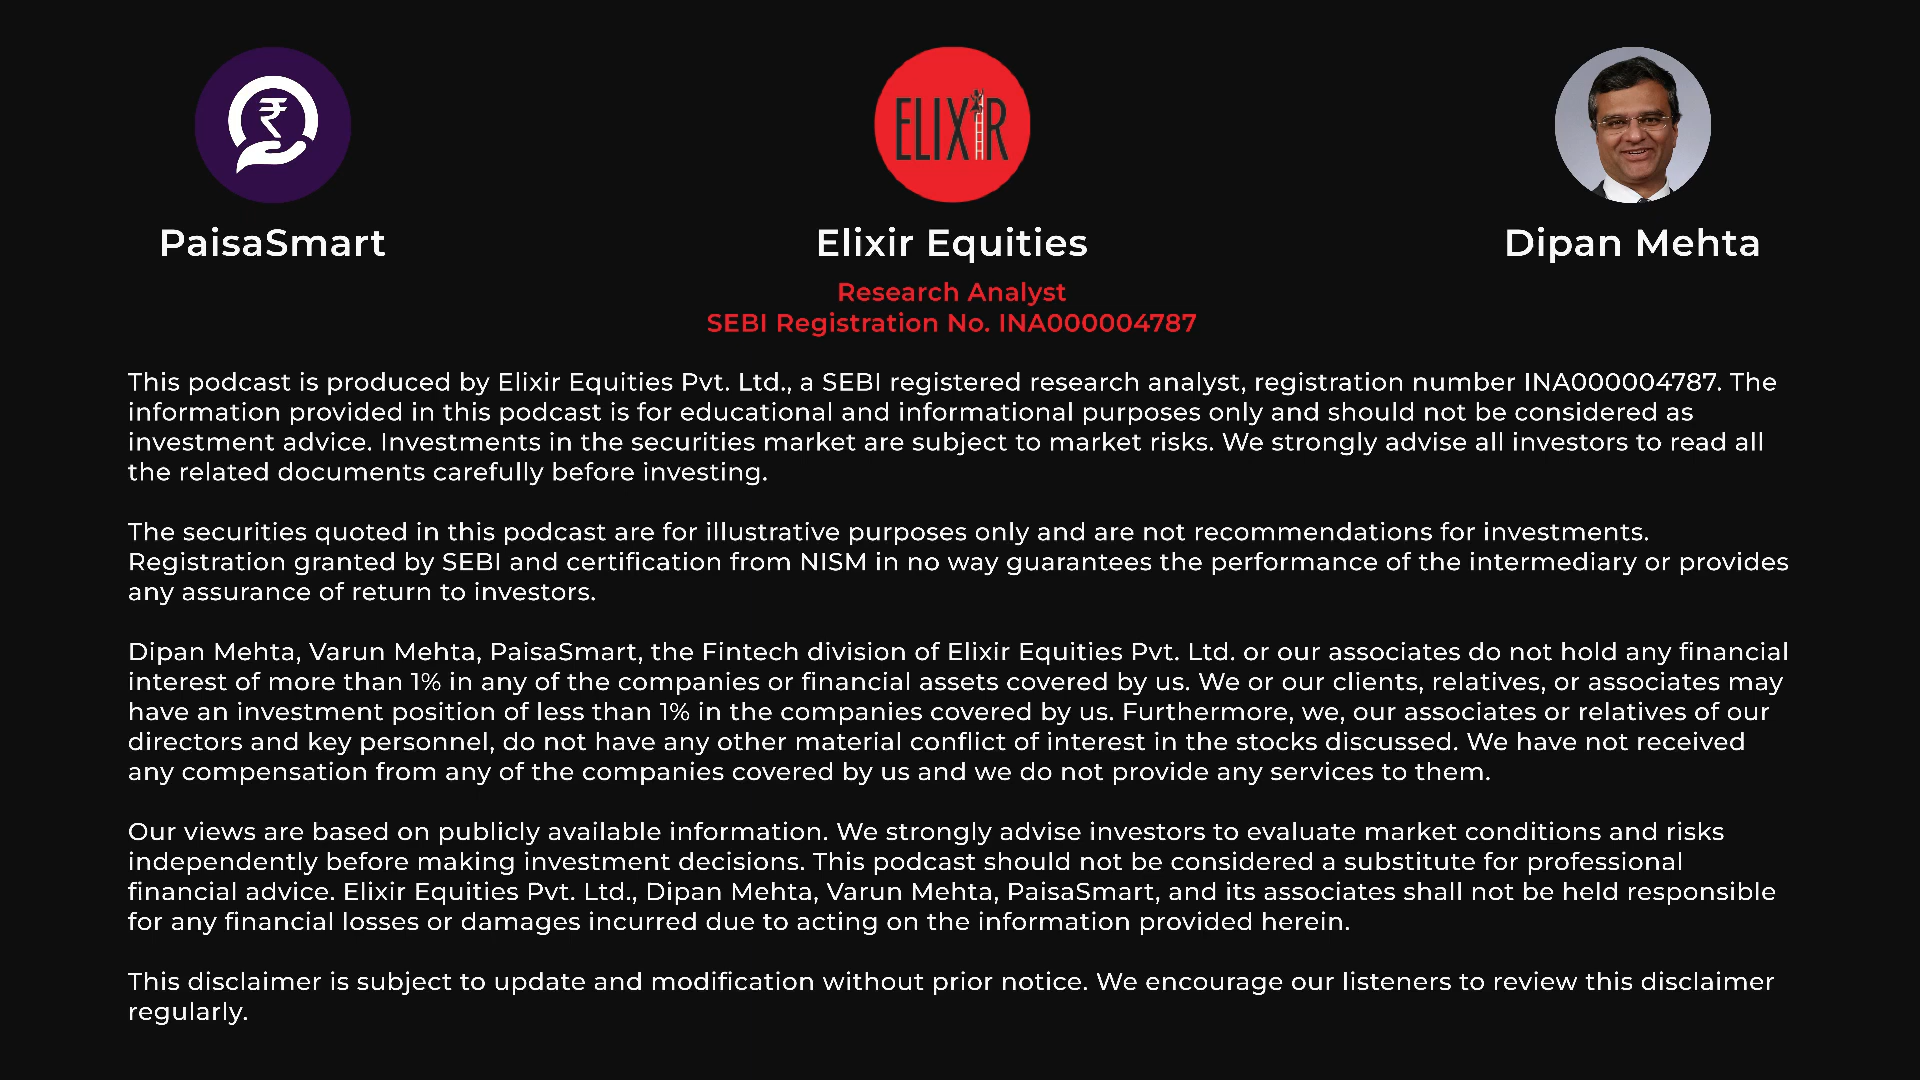 ₹
ELIXIR
PaisaSmart
Elixir Equities
Dipan Mehta
Research Analyst
SEBI Registration No. INA000004787
This podcast is produced by Elixir Equities Pvt. Ltd., a SEBI registered research analyst, registration number INA000004787. The
information provided in this podcast is for educational and informational purposes only and should not be considered as
investment advice. Investments in the securities market are subject to market risks. We strongly advise all investors to read all
the related documents carefully before investing.
The securities quoted in this podcast are for illustrative purposes only and are not recommendations for investments.
Registration granted by SEBI and certification from NISM in no way guarantees the performance of the intermediary or provides
any assurance of return to investors.
Dipan Mehta, Varun Mehta, PaisaSmart, the Fintech division of Elixir Equities Pvt. Ltd. or our associates do not hold any financial
interest of more than 1% in any of the companies or financial assets covered by us. We or our clients, relatives, or associates may
have an investment position of less than 1% in the companies covered by us. Furthermore, we, our associates or relatives of our
directors and key personnel, do not have any other material conflict of interest in the stocks discussed. We have not received
any compensation from any of the companies covered by us and we do not provide any services to them.
Our views are based on publicly available information. We strongly advise investors to evaluate market conditions and risks
independently before making investment decisions. This podcast should not be considered a substitute for professional
financial advice. Elixir Equities Pvt. Ltd., Dipan Mehta, Varun Mehta, PaisaSmart, and its associates shall not be held responsible
for any financial losses or damages incurred due to acting on the information provided herein.
This disclaimer is subject to update and modification without prior notice. We encourage our listeners to review this disclaimer
regularly.